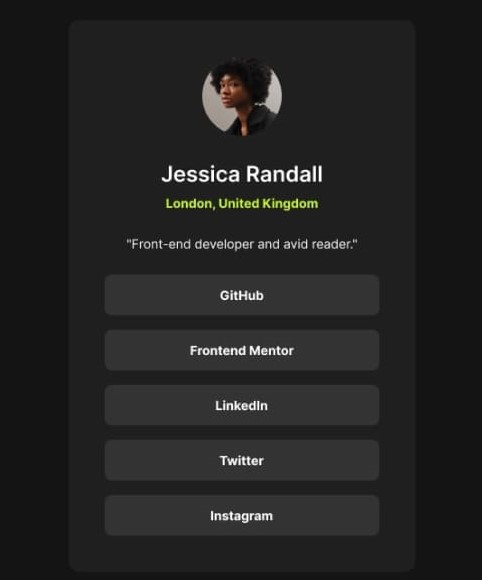 Jessica Randall
London, United Kingdom
"Front-end developer and avid reader."
GitHub
Frontend Mentor
LinkedIn
Twitter
Instagram